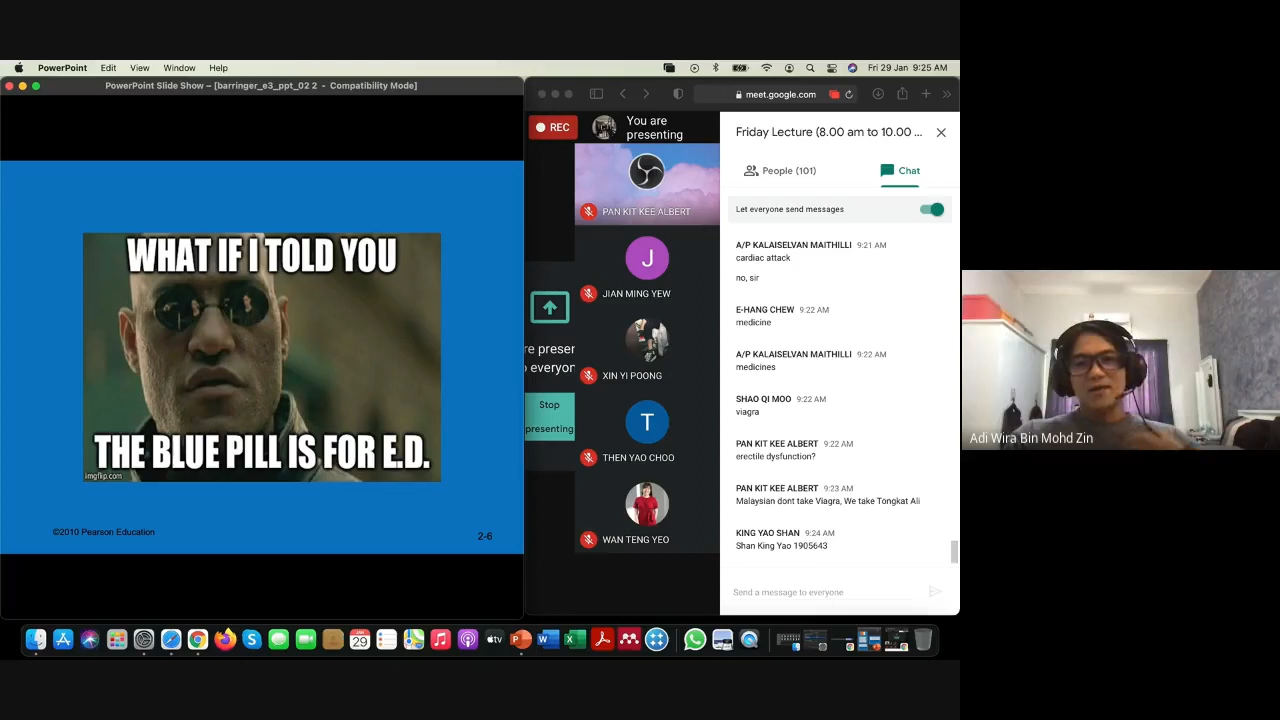 PowerPoint Edit View Window Help
Fri 29 Jan 9:25 AM
PowerPoint Slide Show – [barringer_e3_ppt_02 2 - Compatibility Mode]
WHAT IF I TOLD YOU
THE BLUE PILL IS FOR E.D.
imgflip.com
©2010 Pearson Education
2-6
meet.google.com
REC
You are
presenting
PAN KIT KEE ALBERT
J
JIAN MING YEW
re preser
o everyon
XIN YI POONG
Stop
presenting
T
THEN YAO CHOO
WAN TENG YEO
Friday Lecture (8.00 am to 10.00 ...
People (101)
Chat
Let everyone send messages
A/P KALAISELVAN MAITHILLI 9:21 AM
cardiac attack
no, sir
E-HANG CHEW 9:22 AM
medicine
A/P KALAISELVAN MAITHILLI 9:22 AM
medicines
SHAO QI MOO 9:22 AM
viagra
PAN KIT KEE ALBERT 9:22 AM
erectile dysfunction?
PAN KIT KEE ALBERT 9:23 AM
Malaysian dont take Viagra, We take Tongkat Ali
KING YAO SHAN 9:24 AM
Shan King Yao 1905643
Send a message to everyone
Adi Wira Bin Mohd Zin
29
tv